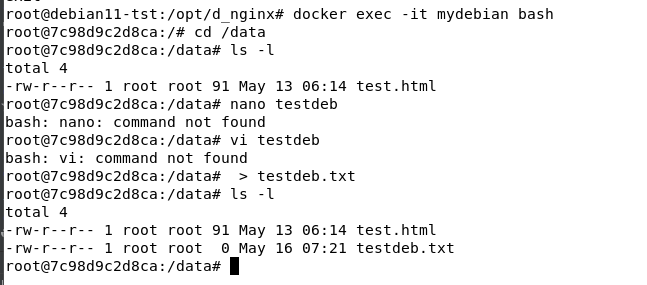 root@debian11-tst:/opt/d_nginx# docker exec -it mydebian bash
root@7c98d9c2d8ca:/# cd /data
root@7c98d9c2d8ca:/data# ls -l
total 4
-rw-r--r-- 1 root root 91 May 13 06:14 test.html
root@7c98d9c2d8ca:/data# nano testdeb
bash: nano: command not found
root@7c98d9c2d8ca:/data# vi testdeb
bash: vi: command not found
root@7c98d9c2d8ca:/data#  > testdeb.txt
root@7c98d9c2d8ca:/data# ls -l
total 4
-rw-r--r-- 1 root root 91 May 13 06:14 test.html
-rw-r--r-- 1 root root  0 May 16 07:21 testdeb.txt
root@7c98d9c2d8ca:/data#